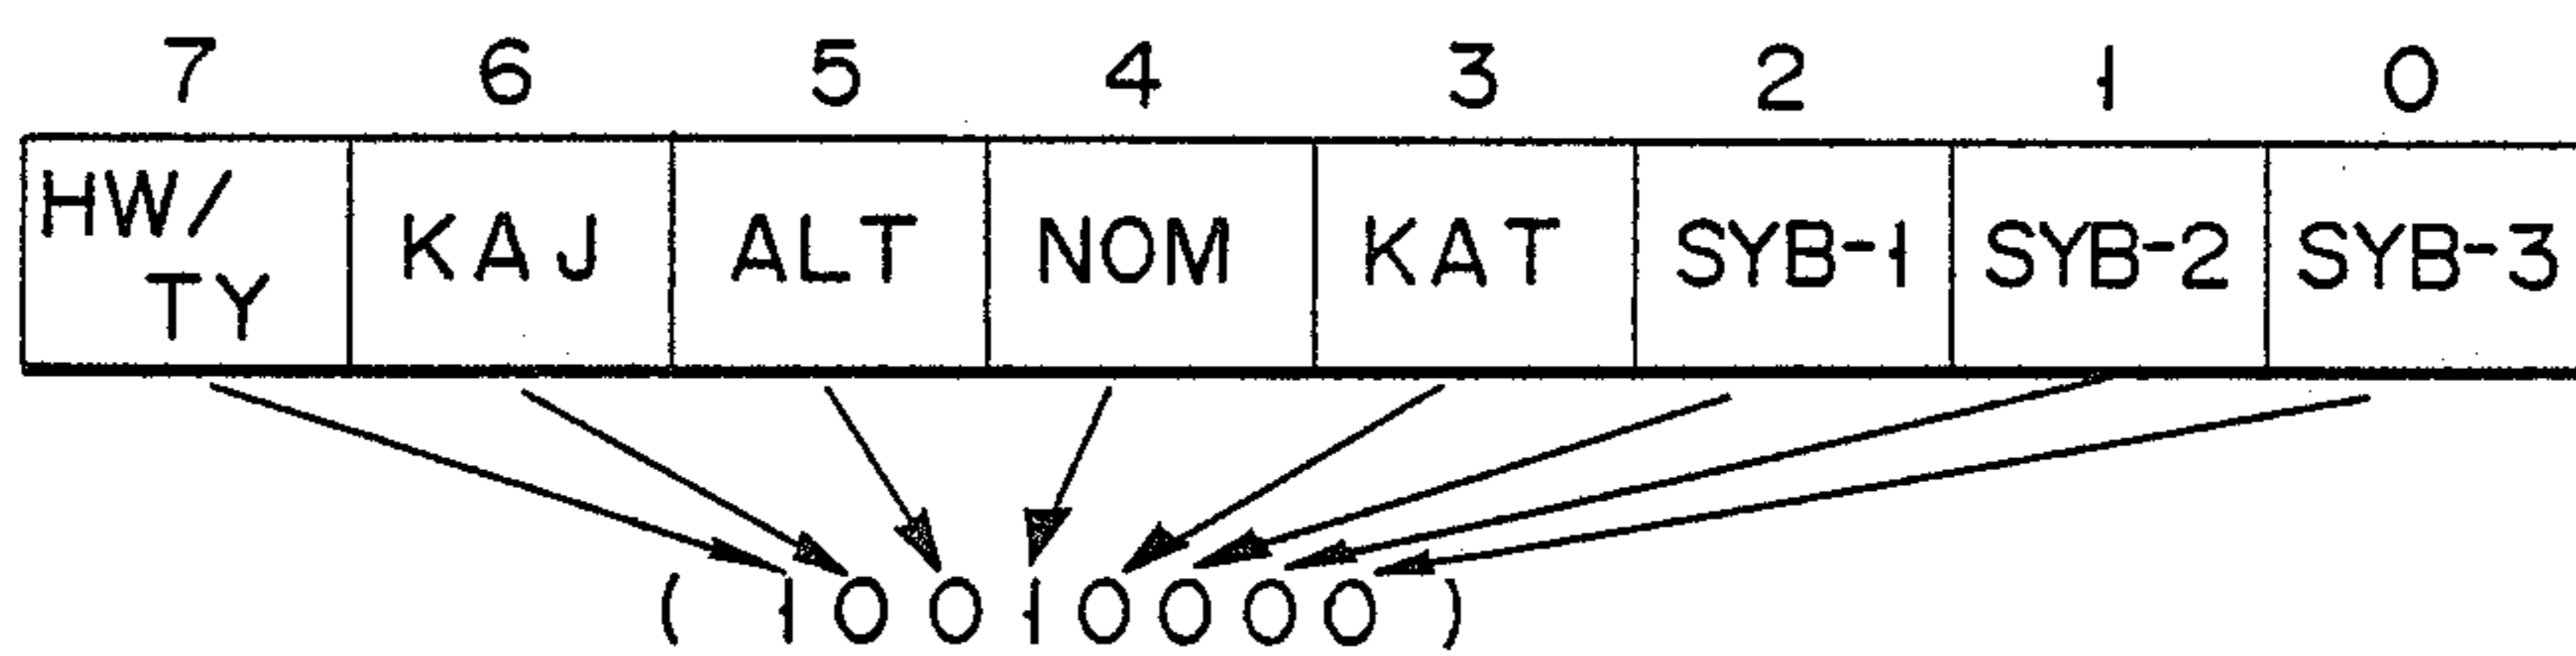 7 6 5 4 3 2 1 0
HW/ TY KAJ ALT NOM KAT SYB-1 SYB-2 SYB-3
( 10010000 )